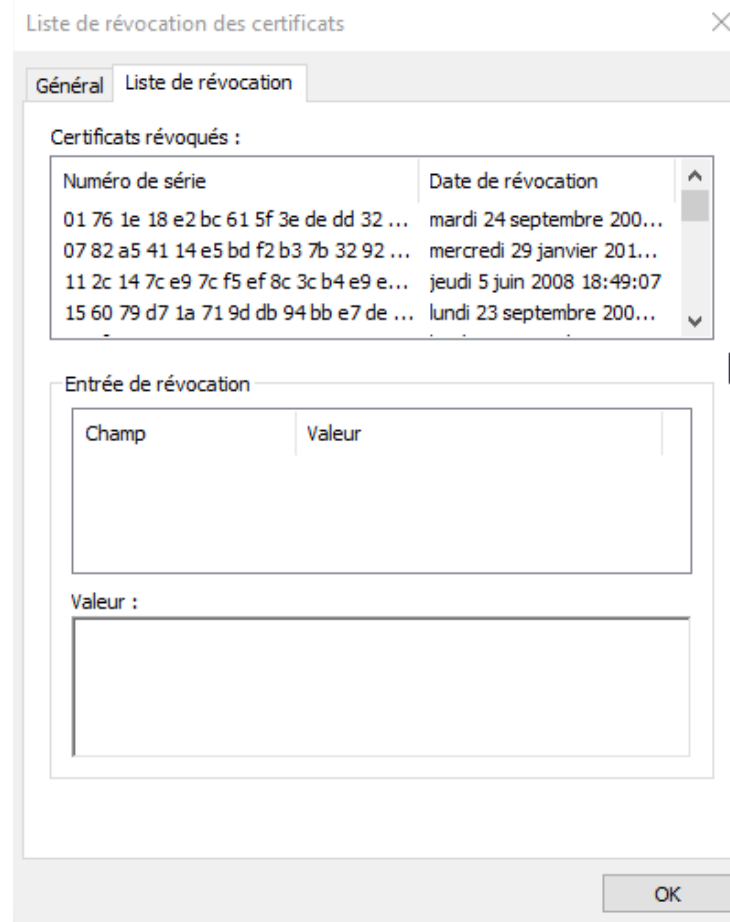 Liste de révocation des certificats
Général Liste de révocation
Certificats révoqués :
Numéro de série Date de révocation
01 76 1e 18 e2 bc 61 5f 3e de dd 32 ... mardi 24 septembre 200...
07 82 a5 41 14 e5 bd f2 b3 7b 32 92 ... mercredi 29 janvier 201...
11 2c 14 7c e9 7c f5 ef 8c 3c b4 e9 e... jeudi 5 juin 2008 18:49:07
15 60 79 d7 1a 71 9d db 94 bb e7 de ... lundi 23 septembre 200...
Entrée de révocation
Champ Valeur
Valeur :
OK